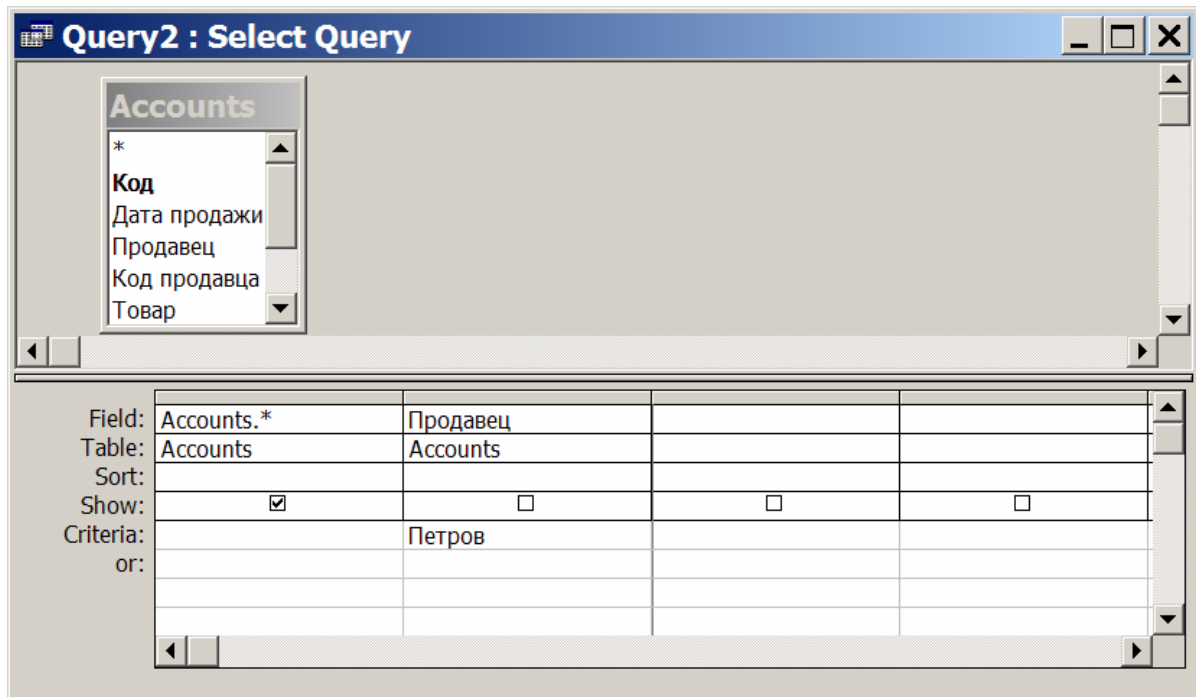 Query2 : Select Query
Accounts
*
Код
Дата продажи
Продавец
Код продавца
Товар
Field: Accounts.* Продавец
Table: Accounts Accounts
Sort:
Show:
Criteria: Петров
or: